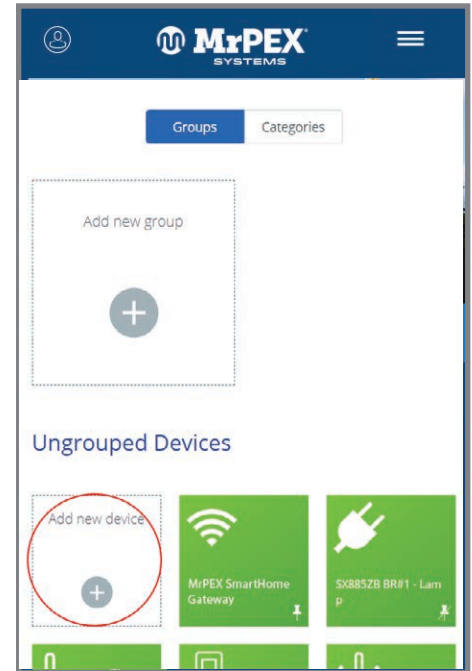 MrPEX
SYSTEMS
Groups Categories
Add new group
Ungrouped Devices
Add new device
MrPEX SmartHome
Gateway
SX885ZB BR#1 - Lam
p